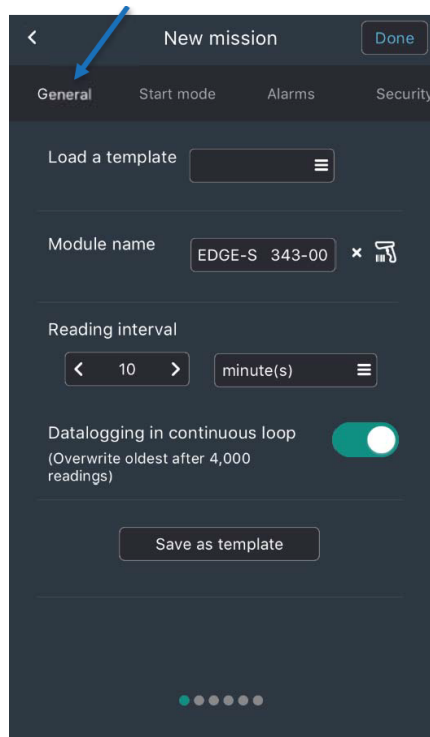 New mission
Done
General Start mode Alarms Security
Load a template
Module name
EDGE-S 343-00
Reading interval
10
minute(s)
Datalogging in continuous loop
(Overwrite oldest after 4,000
readings)
Save as template